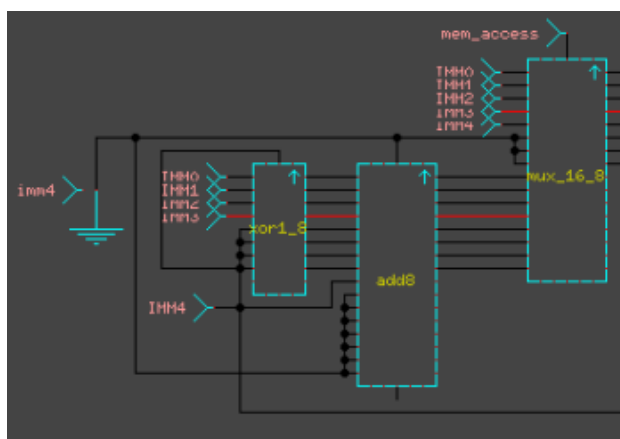 mem_access
IMM0
IMM1
IMM2
IMM3
IMM4
mux_16_8
imm4
IMM0
IMM1
IMM2
IMM3
xor1_8
add8
IMM4